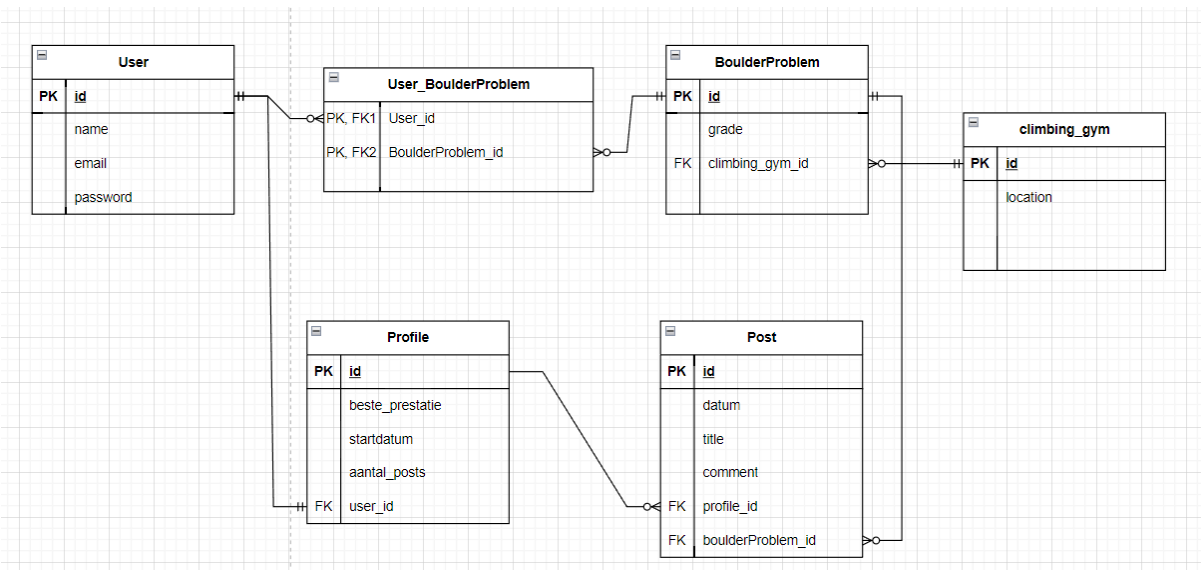 User
PK id
name
email
password
User_BoulderProblem
PK, FK1 User_id
PK, FK2 BoulderProblem_id
BoulderProblem
PK id
grade
FK climbing_gym_id
climbing_gym
PK id
location
Profile
PK id
beste_prestatie
startdatum
aantal_posts
FK user_id
Post
PK id
datum
title
comment
FK profile_id
FK boulderProblem_id